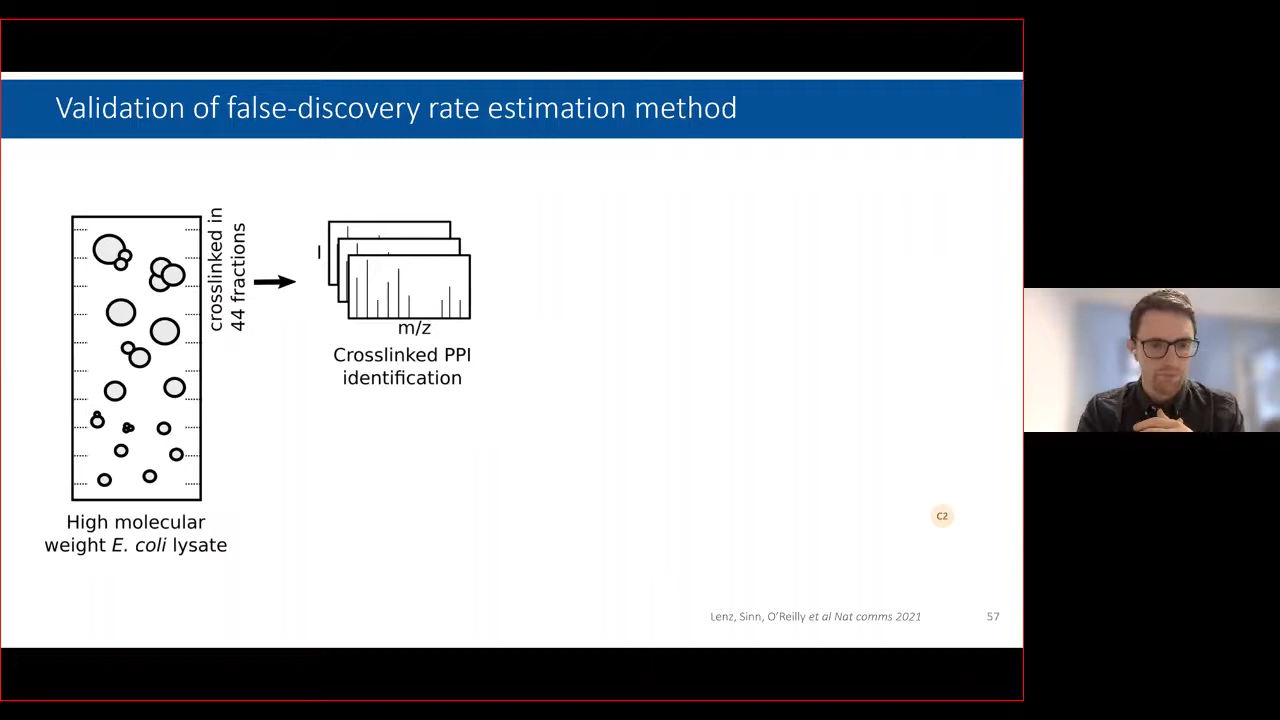 Validation of false-discovery rate estimation method
crosslinked in
44 fractions
I
m/z
Crosslinked PPI
identification
High molecular
weight E. coli lysate
C2
Lenz, Sinn, O’Reilly et al Nat comms 2021
57